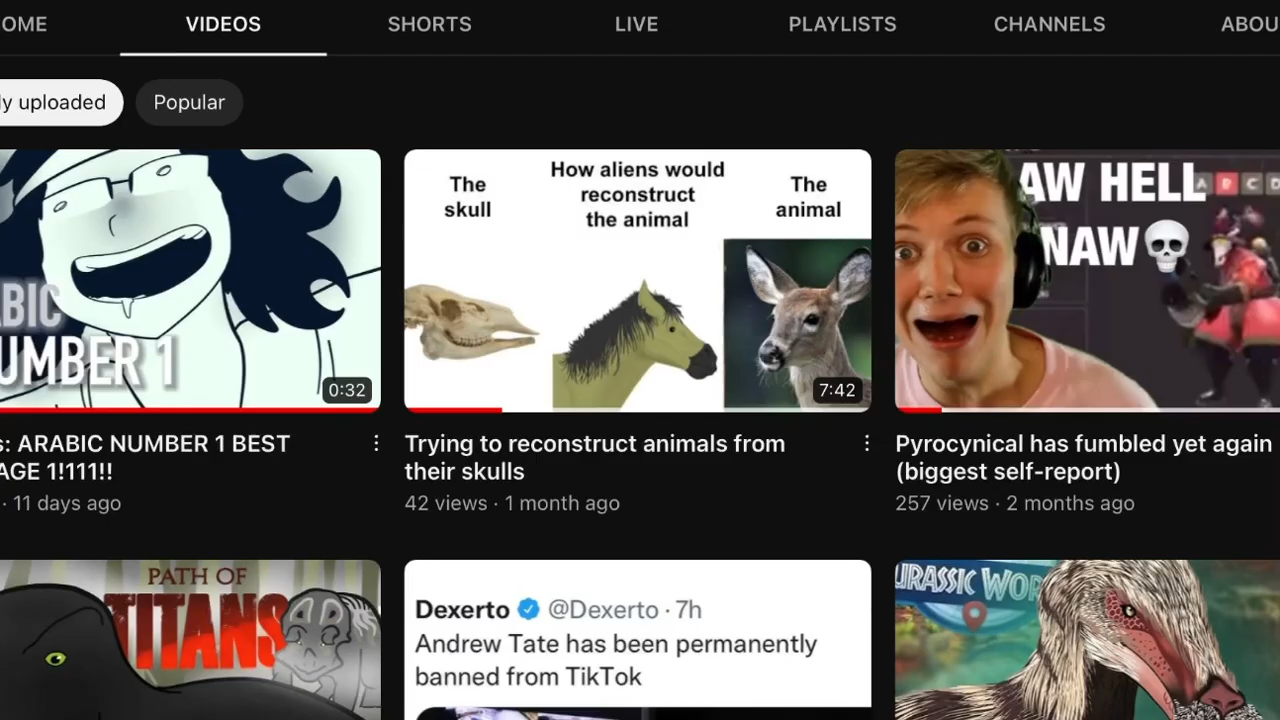 OME VIDEOS SHORTS LIVE PLAYLISTS CHANNELS ABOU
ly uploaded Popular
ABIC
UMBER 1
0:32
The
skull
How aliens would
reconstruct
the animal
The
animal
7:42
AW HELL
NAW💀
A B C D
s: ARABIC NUMBER 1 BEST
AGE 1!111!!
· 11 days ago
Trying to reconstruct animals from
their skulls
42 views · 1 month ago
Pyrocynical has fumbled yet again
(biggest self-report)
257 views · 2 months ago
PATH OF
TITANS
Dexerto @Dexerto · 7h
Andrew Tate has been permanently
banned from TikTok
URASSIC WOR